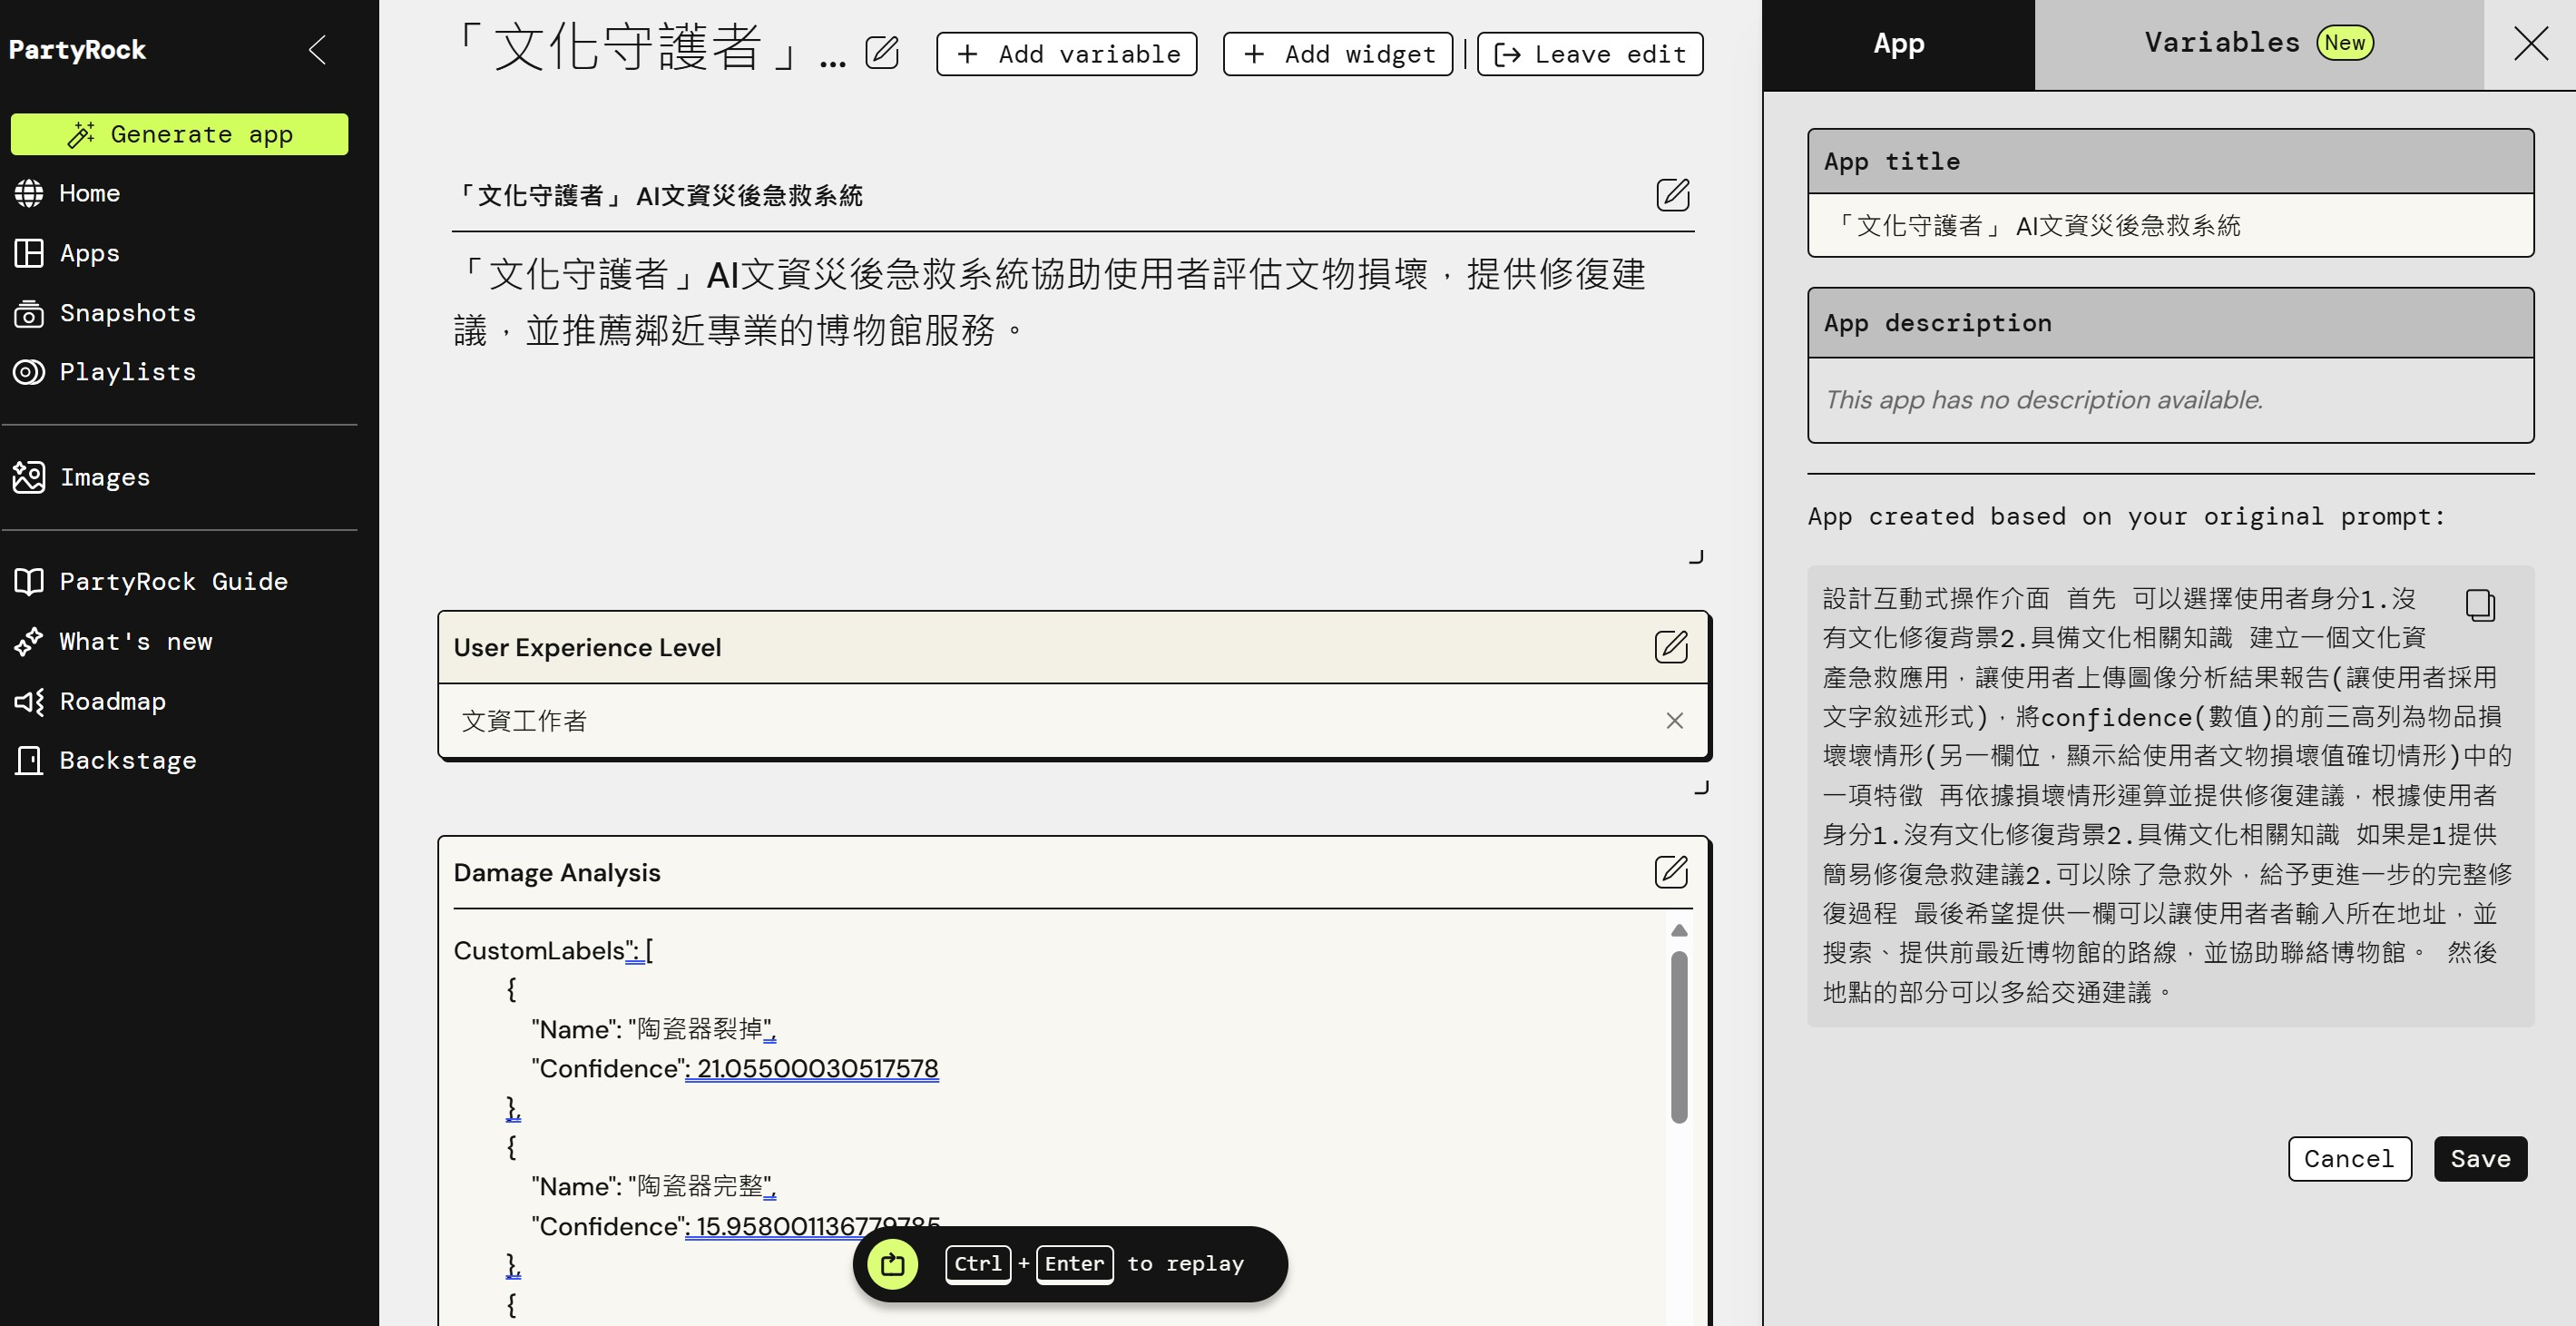 PartyRock
Generate app
Home
Apps
Snapshots
Playlists
Images
PartyRock Guide
What's new
Roadmap
Backstage
「文化守護者」...
+ Add variable
+ Add widget
Leave edit
「文化守護者」 AI文資災後急救系統
「文化守護者」AI文資災後急救系統協助使用者評估文物損壞，提供修復建
議，並推薦鄰近專業的博物館服務。
User Experience Level
文資工作者
Damage Analysis
CustomLabels": [
{
"Name": "陶瓷器裂掉",
"Confidence": 21.05500030517578
},
{
"Name": "陶瓷器完整",
"Confidence": 15.958001136779785
},
{
Ctrl + Enter to replay
App
Variables New
App title
「文化守護者」 AI文資災後急救系統
App description
This app has no description available.
App created based on your original prompt:
設計互動式操作介面 首先 可以選擇使用者身分1.沒
有文化修復背景2.具備文化相關知識 建立一個文化資
產急救應用，讓使用者上傳圖像分析結果報告(讓使用者採用
文字敘述形式)，將confidence(數值)的前三高列為物品損
壞壞情形(另一欄位，顯示給使用者文物損壞值確切情形)中的
一項特徵 再依據損壞情形運算並提供修復建議，根據使用者
身分1.沒有文化修復背景2.具備文化相關知識 如果是1提供
簡易修復急救建議2.可以除了急救外，給予更進一步的完整修
復過程 最後希望提供一欄可以讓使用者者輸入所在地址，並
搜索、提供前最近博物館的路線，並協助聯絡博物館。 然後
地點的部分可以多給交通建議。
Cancel
Save